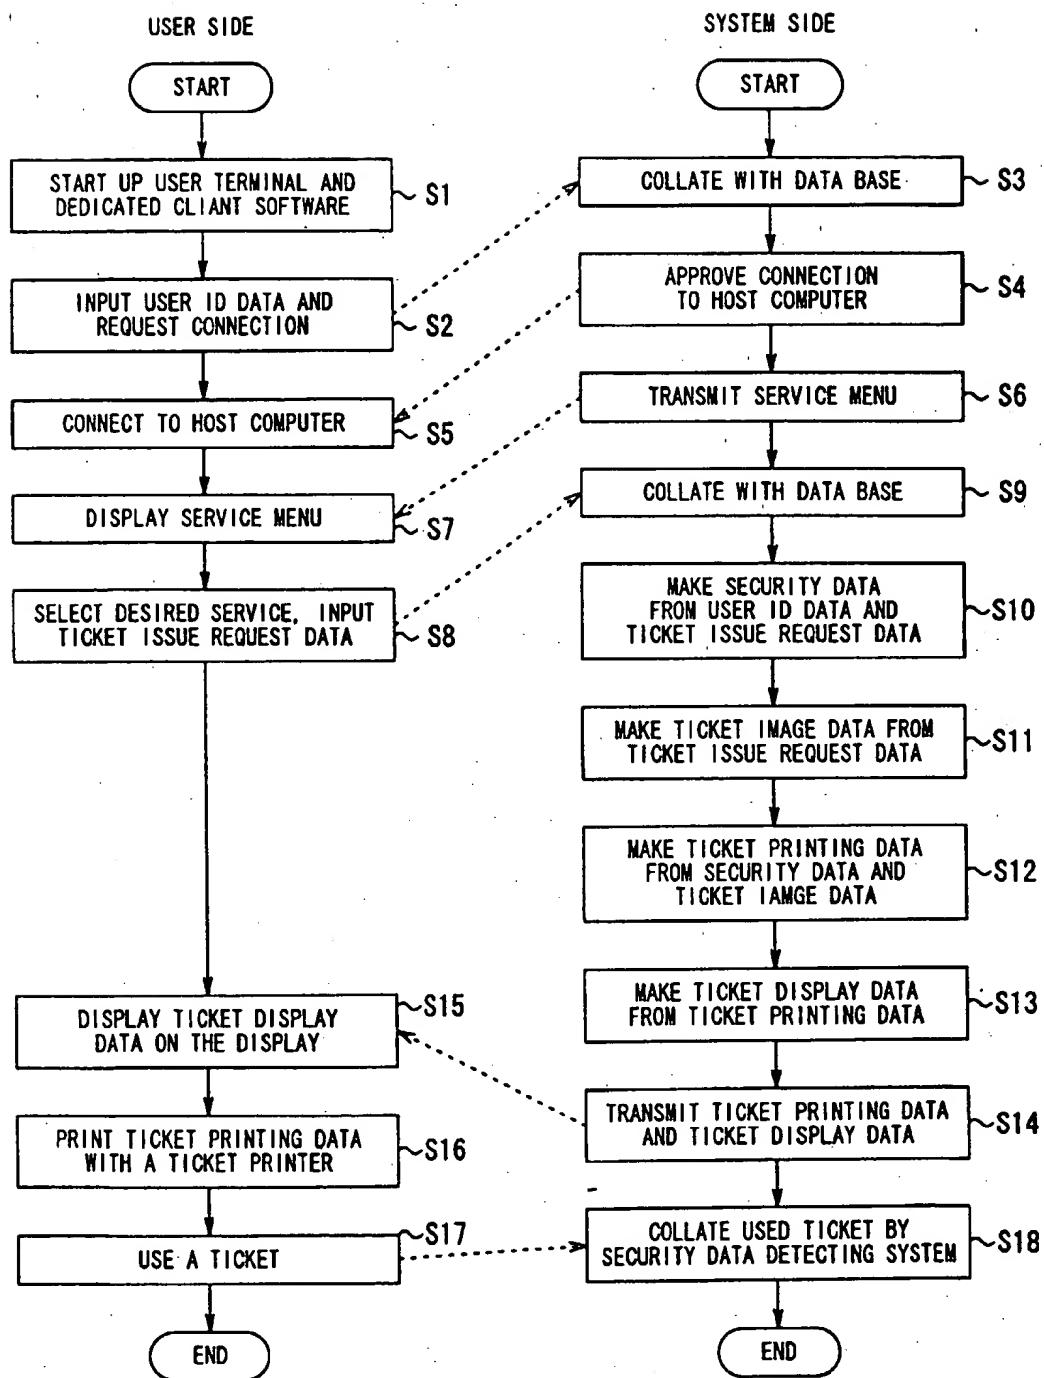 USER SIDE
START
START UP USER TERMINAL AND
DEDICATED CLIANT SOFTWARE
S1
INPUT USER ID DATA AND
REQUEST CONNECTION
S2
CONNECT TO HOST COMPUTER
S5
DISPLAY SERVICE MENU
S7
SELECT DESIRED SERVICE, INPUT
TICKET ISSUE REQUEST DATA
S8
DISPLAY TICKET DISPLAY
DATA ON THE DISPLAY
S15
PRINT TICKET PRINTING DATA
WITH A TICKET PRINTER
S16
USE A TICKET
S17
END
SYSTEM SIDE
START
COLLATE WITH DATA BASE
S3
APPROVE CONNECTION
TO HOST COMPUTER
S4
TRANSMIT SERVICE MENU
S6
COLLATE WITH DATA BASE
S9
MAKE SECURITY DATA
FROM USER ID DATA AND
TICKET ISSUE REQUEST DATA
S10
MAKE TICKET IMAGE DATA FROM
TICKET ISSUE REQUEST DATA
S11
MAKE TICKET PRINTING DATA
FROM SECURITY DATA AND
TICKET IAMGE DATA
S12
MAKE TICKET DISPLAY DATA
FROM TICKET PRINTING DATA
S13
TRANSMIT TICKET PRINTING DATA
AND TICKET DISPLAY DATA
S14
COLLATE USED TICKET BY
SECURITY DATA DETECTING SYSTEM
S18
END